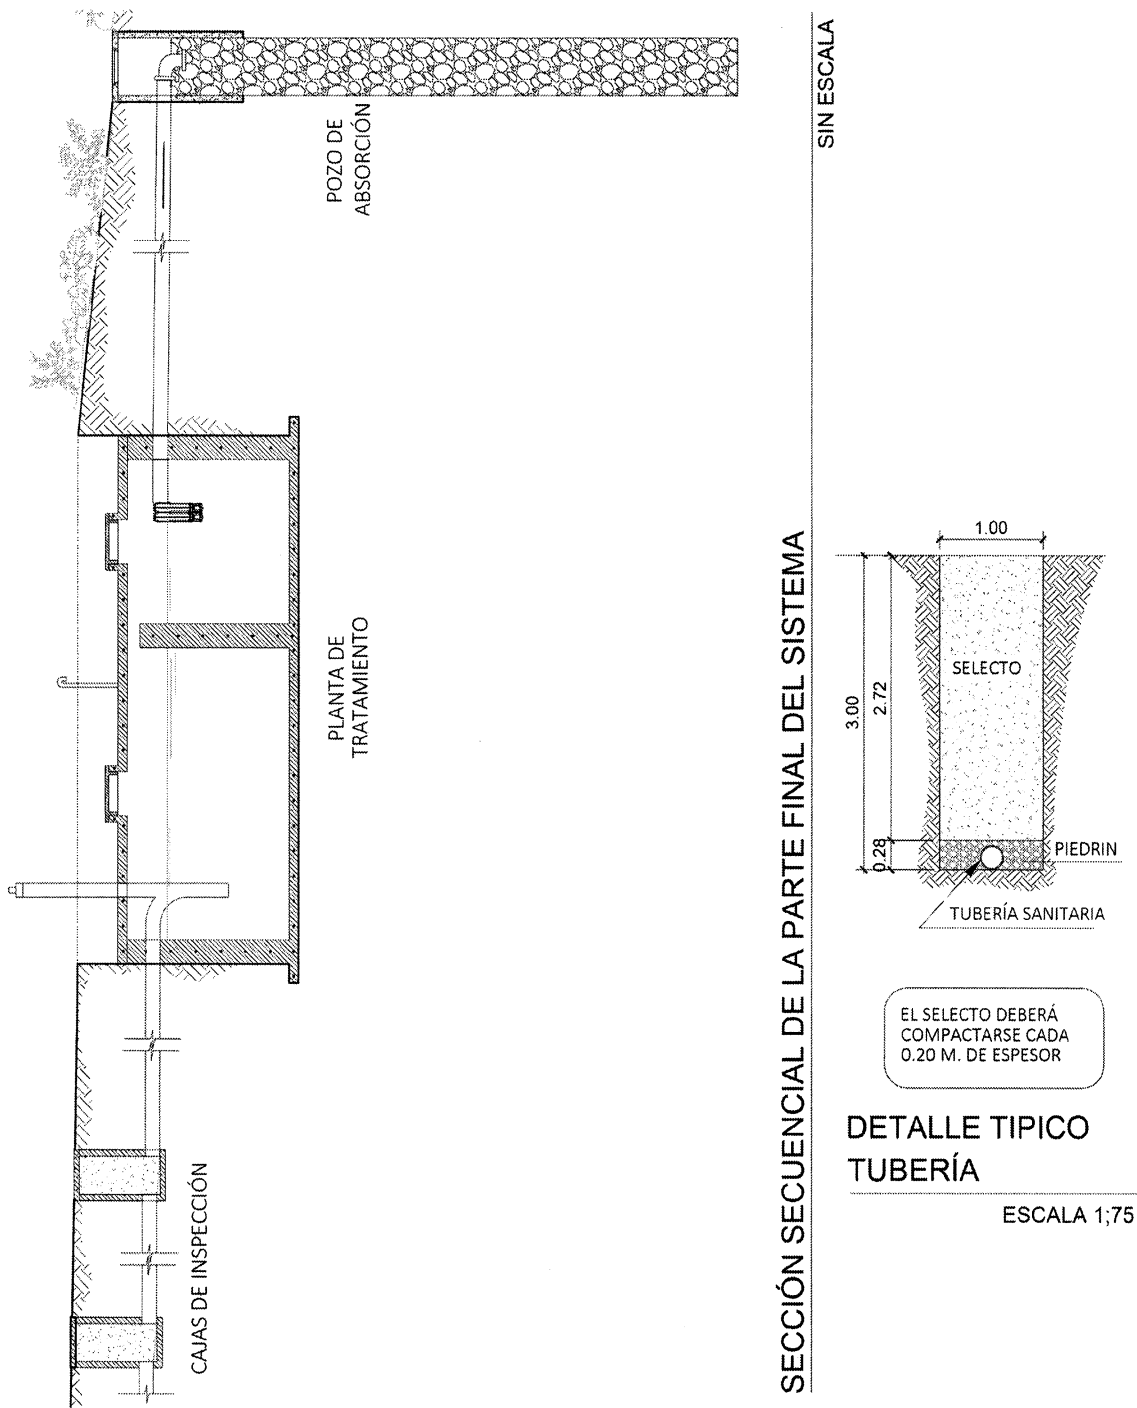 CAJAS DE INSPECCIÓN
PLANTA DE
TRATAMIENTO
POZO DE
ABSORCIÓN
SECCIÓN SECUENCIAL DE LA PARTE FINAL DEL SISTEMA
SIN ESCALA
1.00
3.00
2.72
0.28
SELECTO
PIEDRIN
TUBERÍA SANITARIA
EL SELECTO DEBERÁ
COMPACTARSE CADA
0.20 M. DE ESPESOR
DETALLE TIPICO
TUBERÍA
ESCALA 1;75